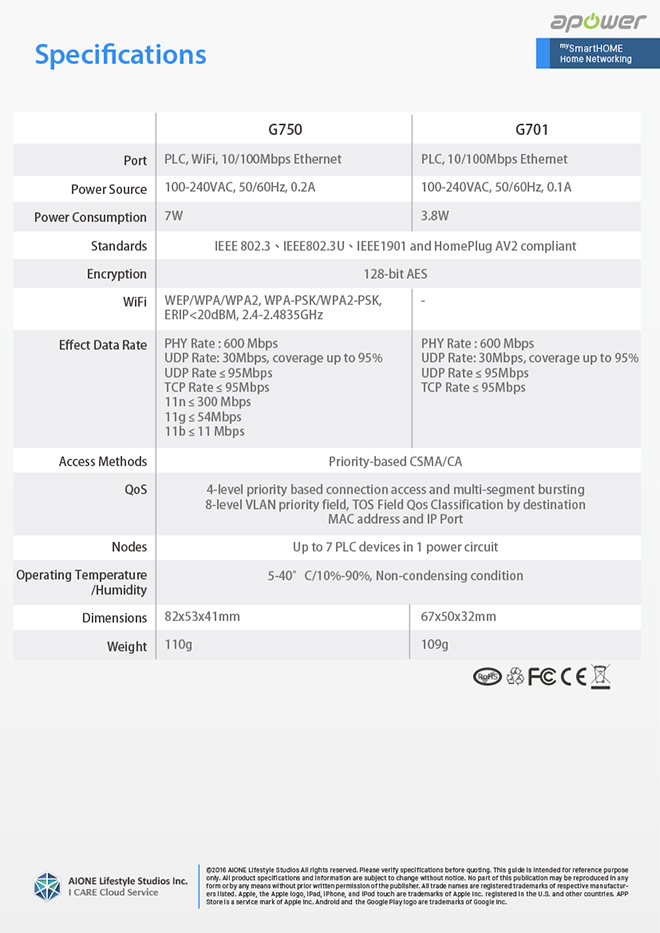 apower
Specifications
mySmartHOME
Home Networking
G750 G701
Port PLC, WiFi, 10/100Mbps Ethernet PLC, 10/100Mbps Ethernet
Power Source 100-240VAC, 50/60Hz, 0.2A 100-240VAC, 50/60Hz, 0.1A
Power Consumption 7W 3.8W
Standards IEEE 802.3、IEEE802.3U、IEEE1901 and HomePlug AV2 compliant
Encryption 128-bit AES
WiFi WEP/WPA/WPA2, WPA-PSK/WPA2-PSK, -
ERIP<20dBM, 2.4-2.4835GHz
Effect Data Rate PHY Rate : 600 Mbps PHY Rate : 600 Mbps
UDP Rate: 30Mbps, coverage up to 95% UDP Rate: 30Mbps, coverage up to 95%
UDP Rate ≤ 95Mbps UDP Rate ≤ 95Mbps
TCP Rate ≤ 95Mbps TCP Rate ≤ 95Mbps
11n ≤ 300 Mbps
11g ≤ 54Mbps
11b ≤ 11 Mbps
Access Methods Priority-based CSMA/CA
QoS 4-level priority based connection access and multi-segment bursting
8-level VLAN priority field, TOS Field Qos Classification by destination
MAC address and IP Port
Nodes Up to 7 PLC devices in 1 power circuit
Operating Temperature 5-40°C/10%-90%, Non-condensing condition
/Humidity
Dimensions 82x53x41mm 67x50x32mm
Weight 110g 109g
RoHS FC CE
AIONE Lifestyle Studios Inc.
I CARE Cloud Service
©2016 AIONE Lifestyle Studios All rights reserved. Please verify specifications before quoting. This guide is intended for reference purpose
only. All product specifications and information are subject to change without notice. No part of this publication may be reproduced in any
form or by any means without prior written permission of the publisher. All trade names are registered trademarks of respective manufactur-
ers listed. Apple, the Apple logo, iPad, iPhone, and iPod touch are trademarks of Apple Inc. registered in the U.S. and other countries. APP
Store is a service mark of Apple Inc. Android and the Google Play logo are trademarks of Google Inc.